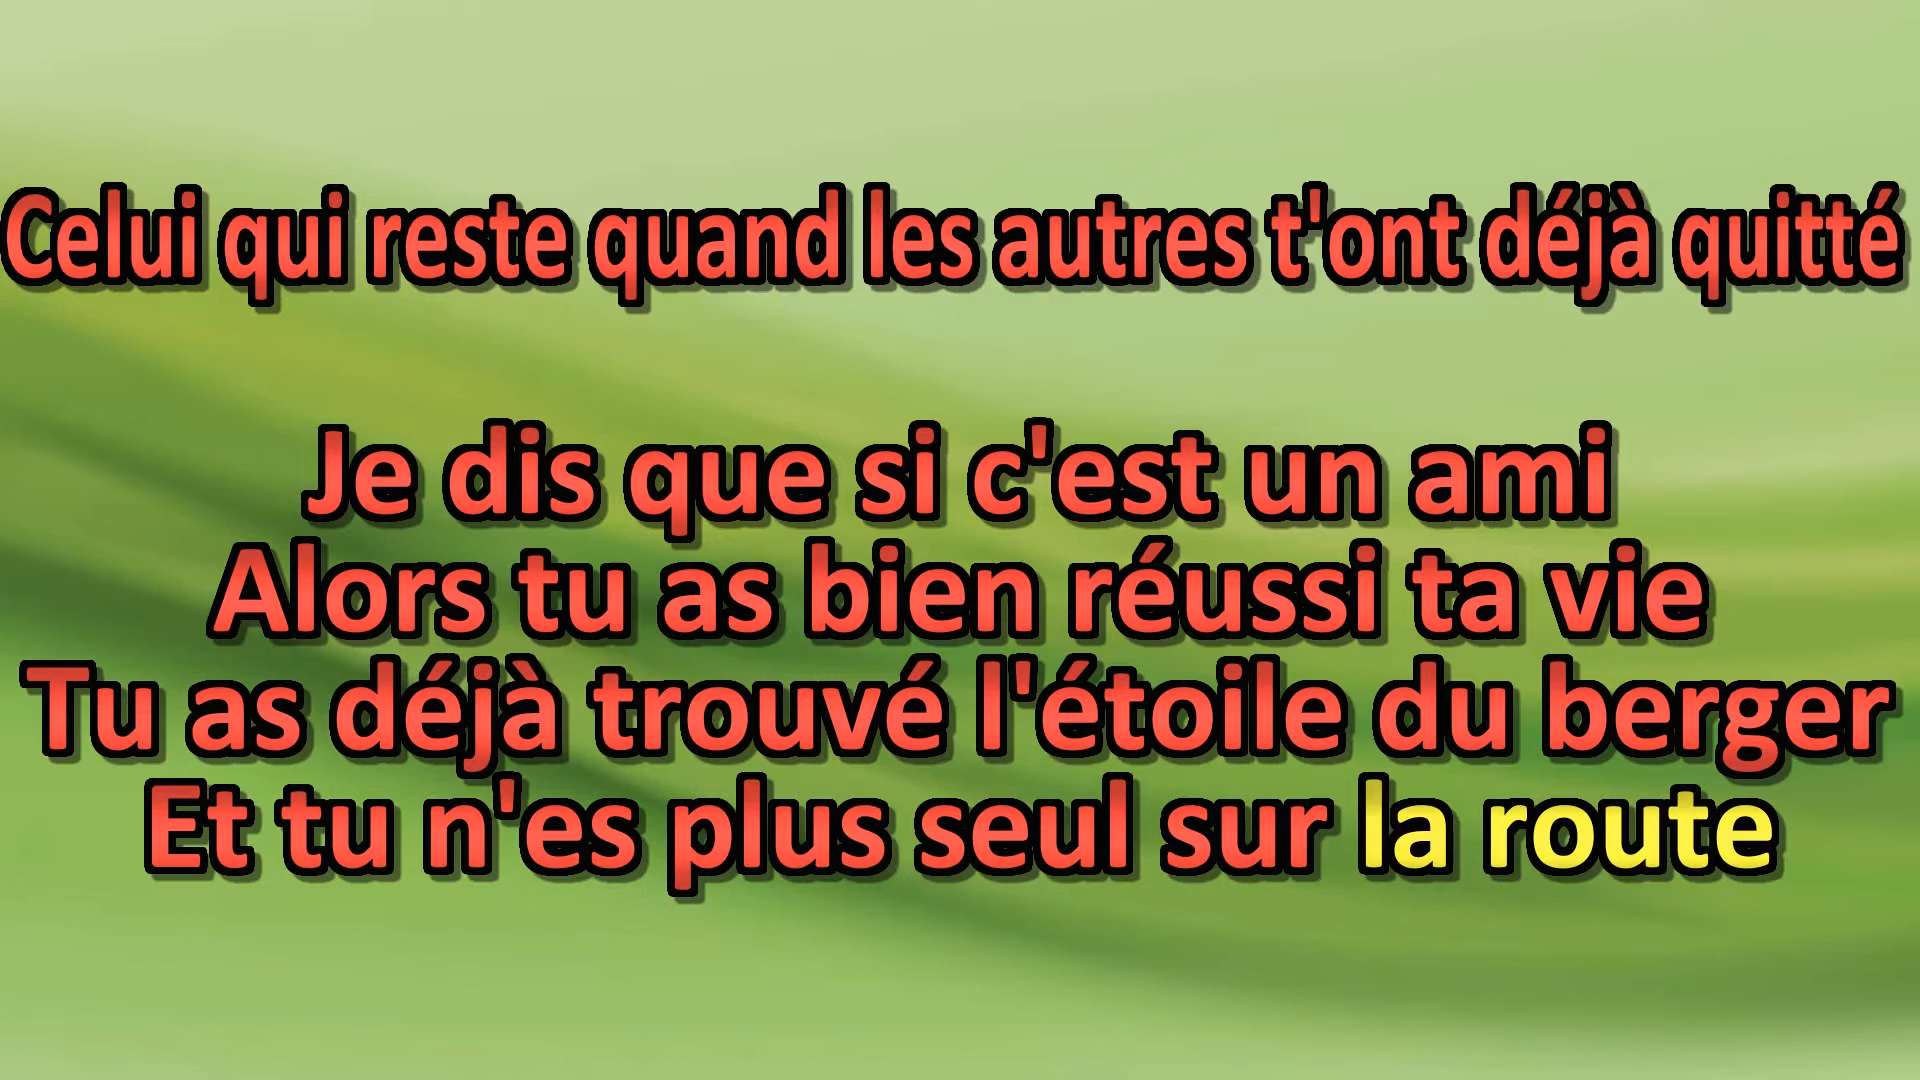 Celui qui reste quand les autres t'ont déjà quitté
Je dis que si c'est un ami
Alors tu as bien réussi ta vie
Tu as déjà trouvé l'étoile du berger
Et tu n'es plus seul sur la route